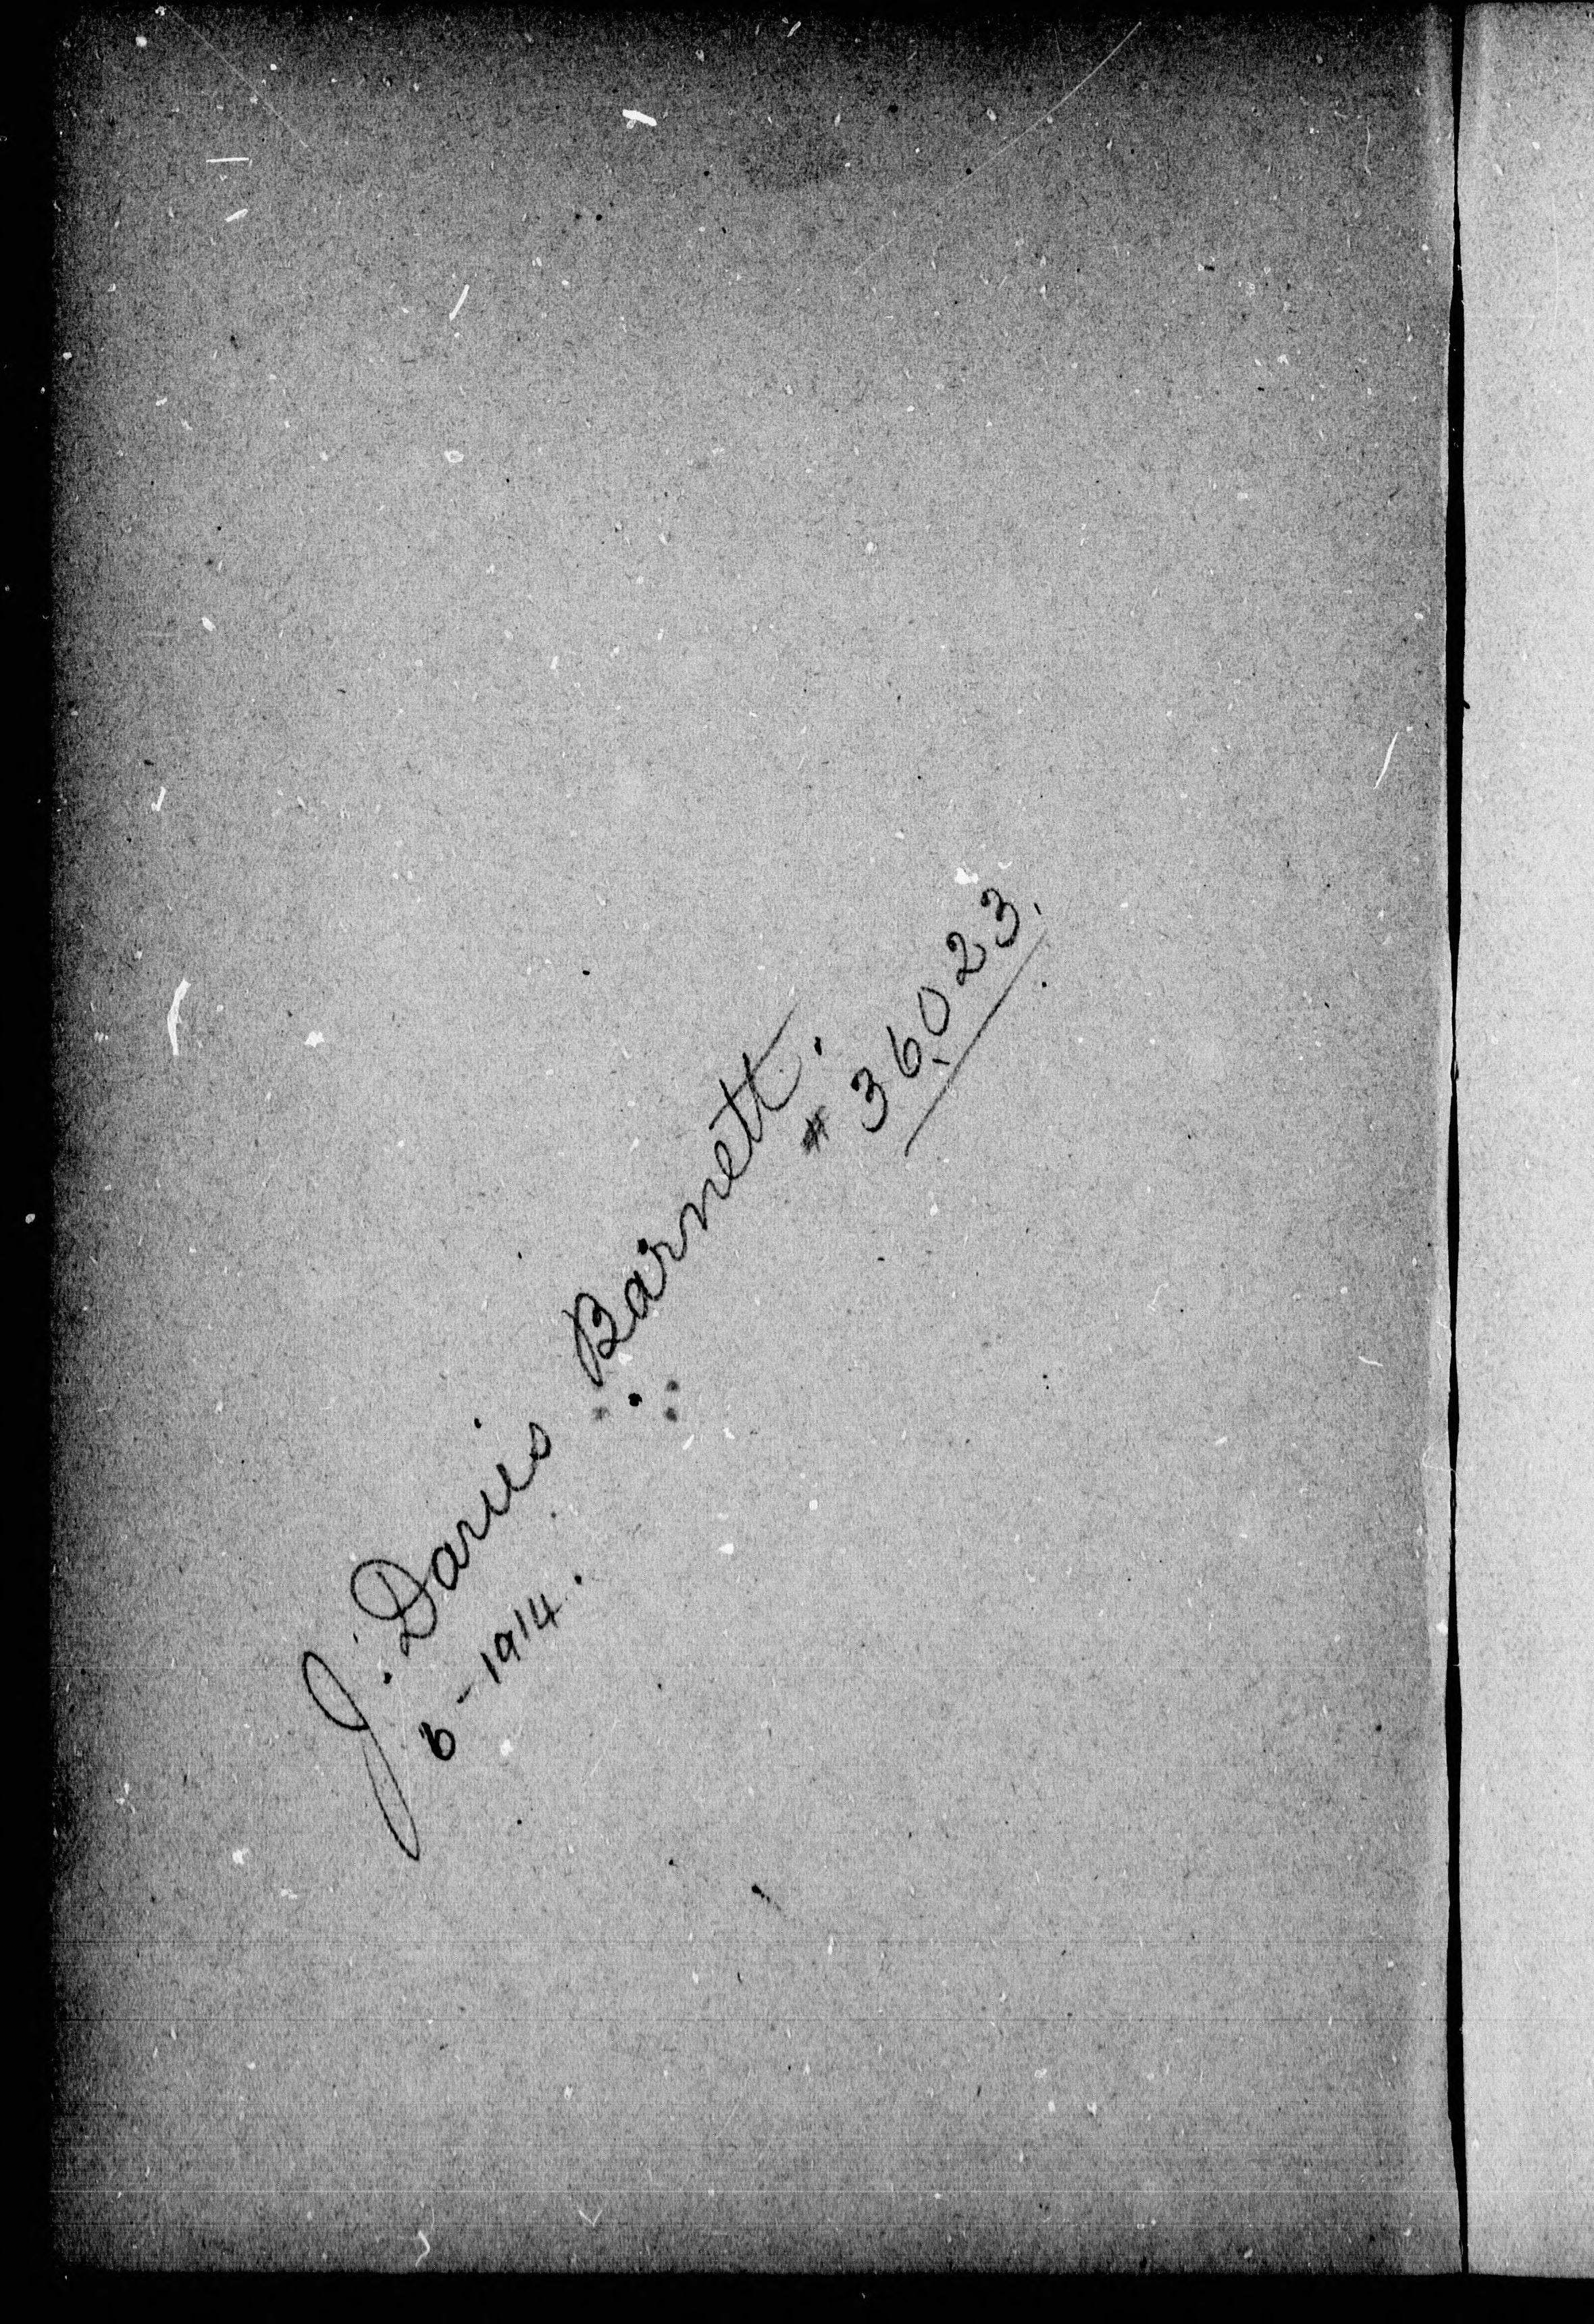 J. Davis Barnett.
6-1914.
# 36023.